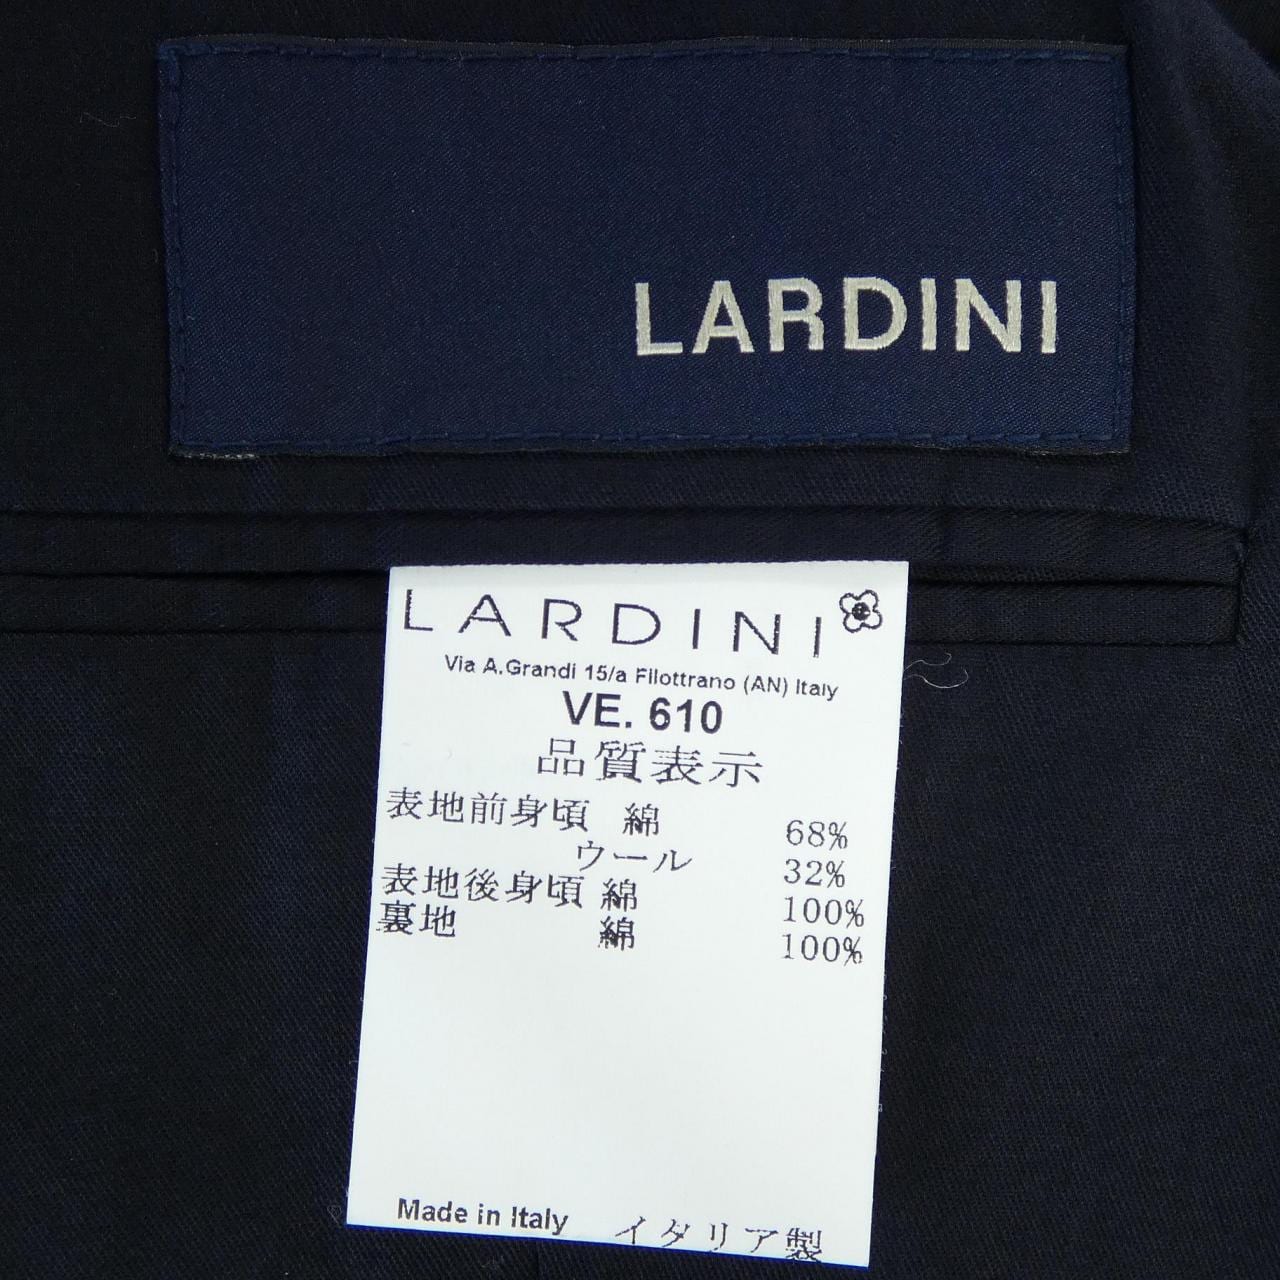 LARDINI
LARDINI
Via A.Grandi 15/a Filottrano (AN) Italy
VE. 610
品質表示
表地前身頃 綿 68%
ウール 32%
表地後身頃 綿 100%
裏地 綿 100%
Made in Italy イタリア製